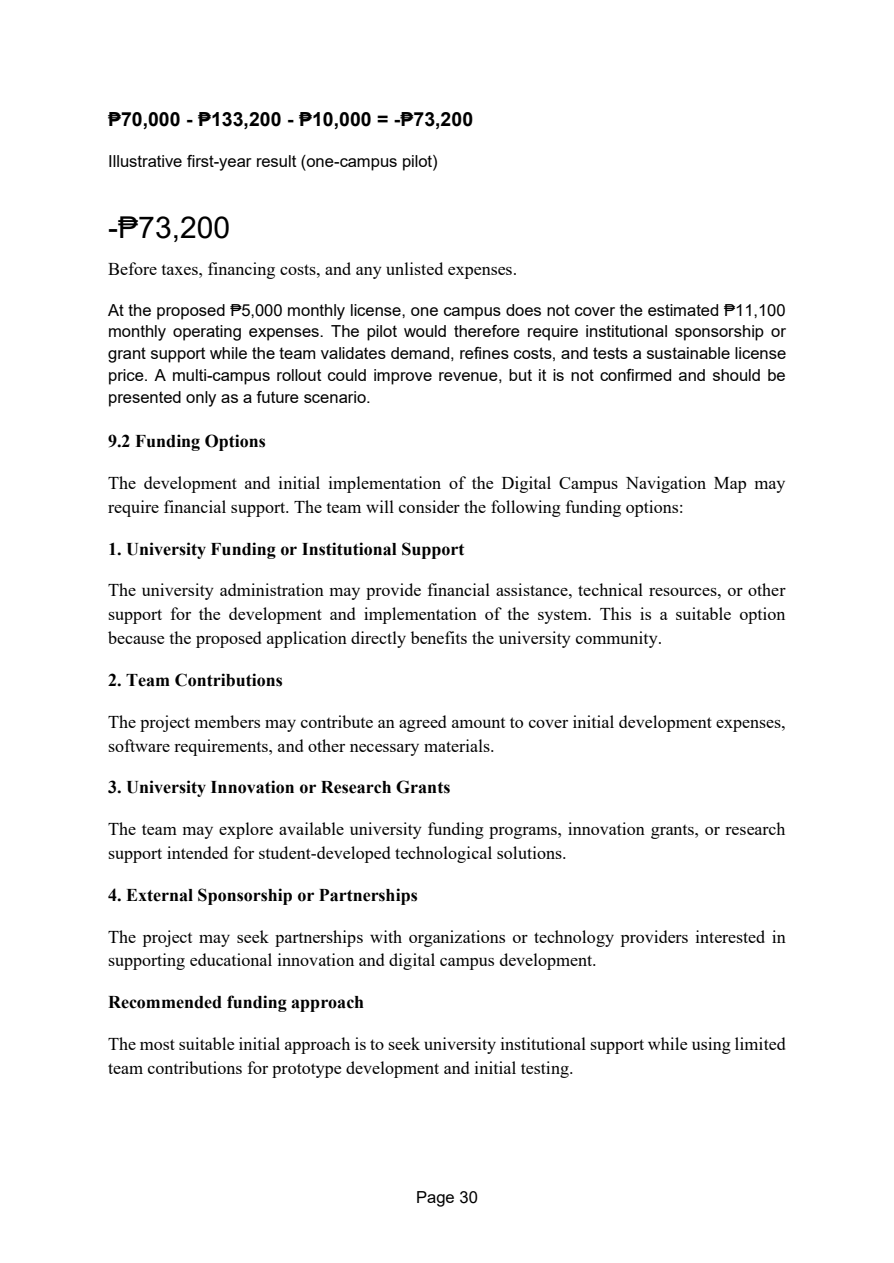 ₱70,000 - ₱133,200 - ₱10,000 = -₱73,200
Illustrative first-year result (one-campus pilot)
-₱73,200
Before taxes, financing costs, and any unlisted expenses.
At the proposed ₱5,000 monthly license, one campus does not cover the estimated ₱11,100
monthly operating expenses. The pilot would therefore require institutional sponsorship or
grant support while the team validates demand, refines costs, and tests a sustainable license
price. A multi-campus rollout could improve revenue, but it is not confirmed and should be
presented only as a future scenario.
9.2 Funding Options
The development and initial implementation of the Digital Campus Navigation Map may
require financial support. The team will consider the following funding options:
1. University Funding or Institutional Support
The university administration may provide financial assistance, technical resources, or other
support for the development and implementation of the system. This is a suitable option
because the proposed application directly benefits the university community.
2. Team Contributions
The project members may contribute an agreed amount to cover initial development expenses,
software requirements, and other necessary materials.
3. University Innovation or Research Grants
The team may explore available university funding programs, innovation grants, or research
support intended for student-developed technological solutions.
4. External Sponsorship or Partnerships
The project may seek partnerships with organizations or technology providers interested in
supporting educational innovation and digital campus development.
Recommended funding approach
The most suitable initial approach is to seek university institutional support while using limited
team contributions for prototype development and initial testing.
Page 30